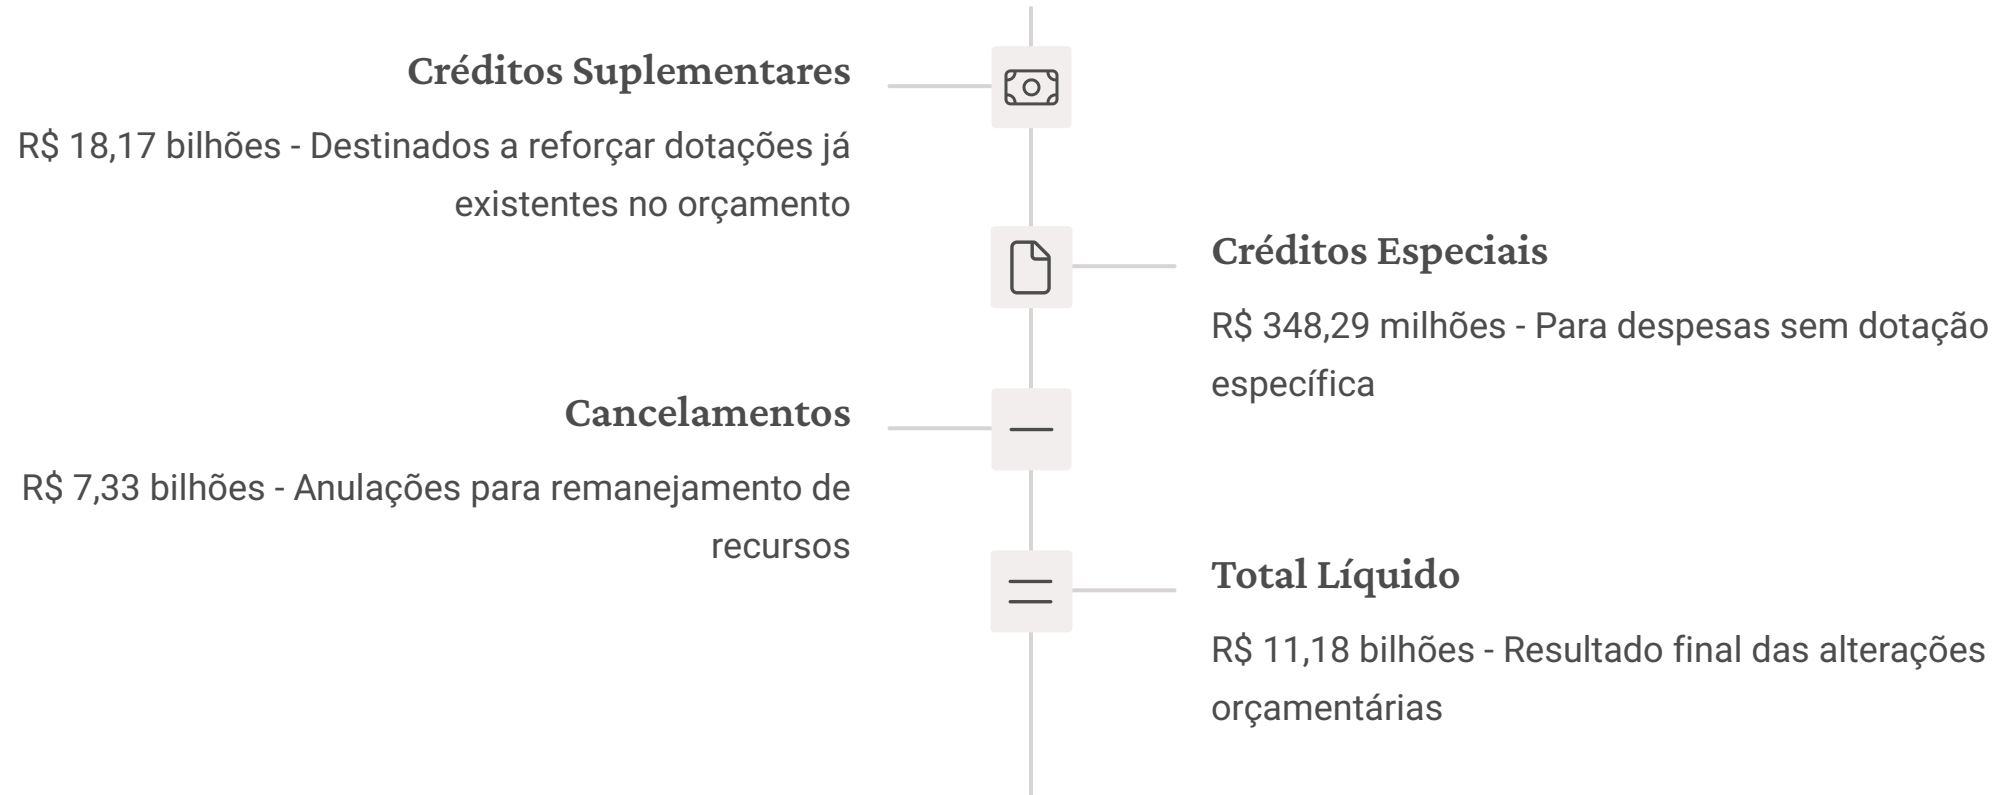 Créditos Suplementares
R$ 18,17 bilhões - Destinados a reforçar dotações já
existentes no orçamento
Créditos Especiais
R$ 348,29 milhões - Para despesas sem dotação
específica
Cancelamentos
R$ 7,33 bilhões - Anulações para remanejamento de
recursos
Total Líquido
R$ 11,18 bilhões - Resultado final das alterações
orçamentárias